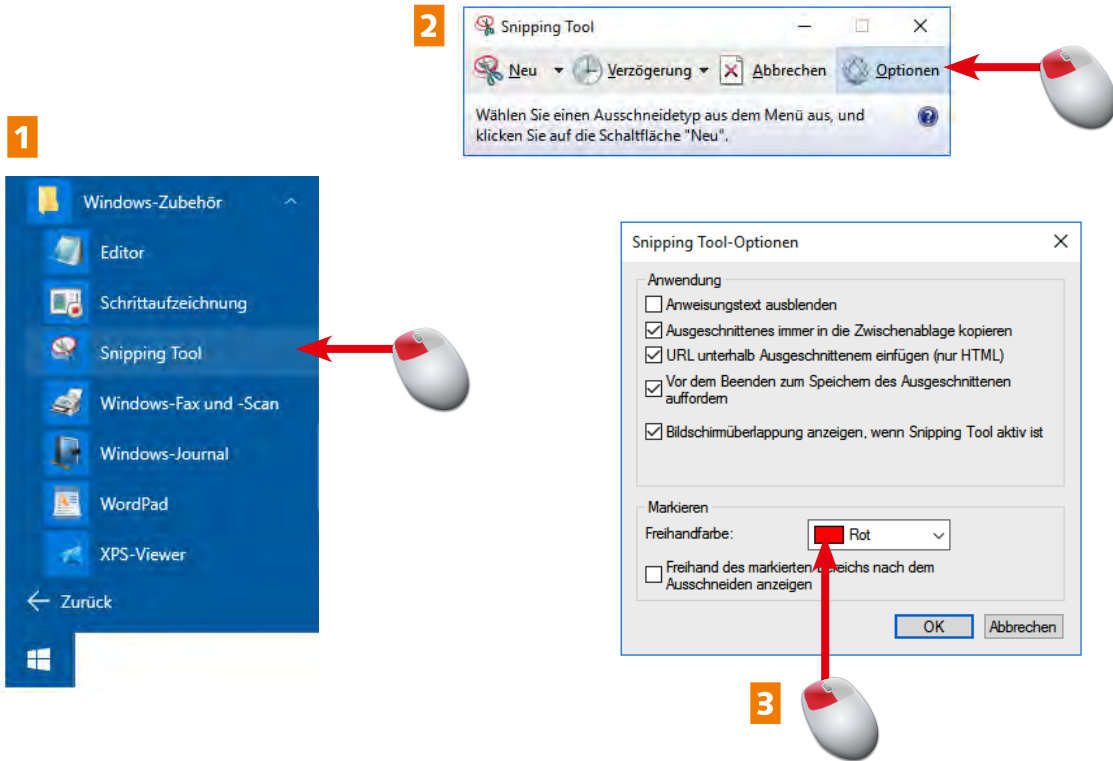 1
Windows-Zubehör
Editor
Schrittaufzeichnung
Snipping Tool
Windows-Fax und -Scan
Windows-Journal
WordPad
XPS-Viewer
Zurück
2
Snipping Tool
Neu
Verzögerung
Abbrechen
Optionen
Wählen Sie einen Ausschneidetyp aus dem Menü aus, und
klicken Sie auf die Schaltfläche "Neu".
Snipping Tool-Optionen
Anwendung
Anweisungstext ausblenden
Ausgeschnittenes immer in die Zwischenablage kopieren
URL unterhalb Ausgeschnittenem einfügen (nur HTML)
Vor dem Beenden zum Speichern des Ausgeschnittenen
auffordern
Bildschirmüberlappung anzeigen, wenn Snipping Tool aktiv ist
Markieren
Freihandfarbe:
Rot
Freihand des markierten Bereichs nach dem
Ausschneiden anzeigen
OK
Abbrechen
3